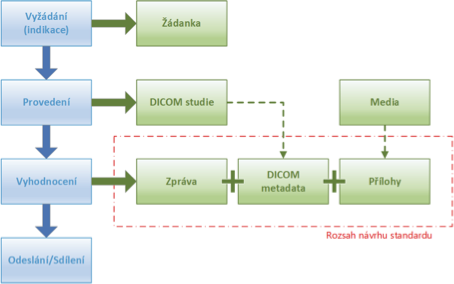 Vyžádání
(Indikace)
Žádanka
Provedení
DICOM studie
Media
Vyhodnocení
Zpráva
DICOM
metadata
Přílohy
Rozsah návrhu standardu
Odeslání/Sdílení